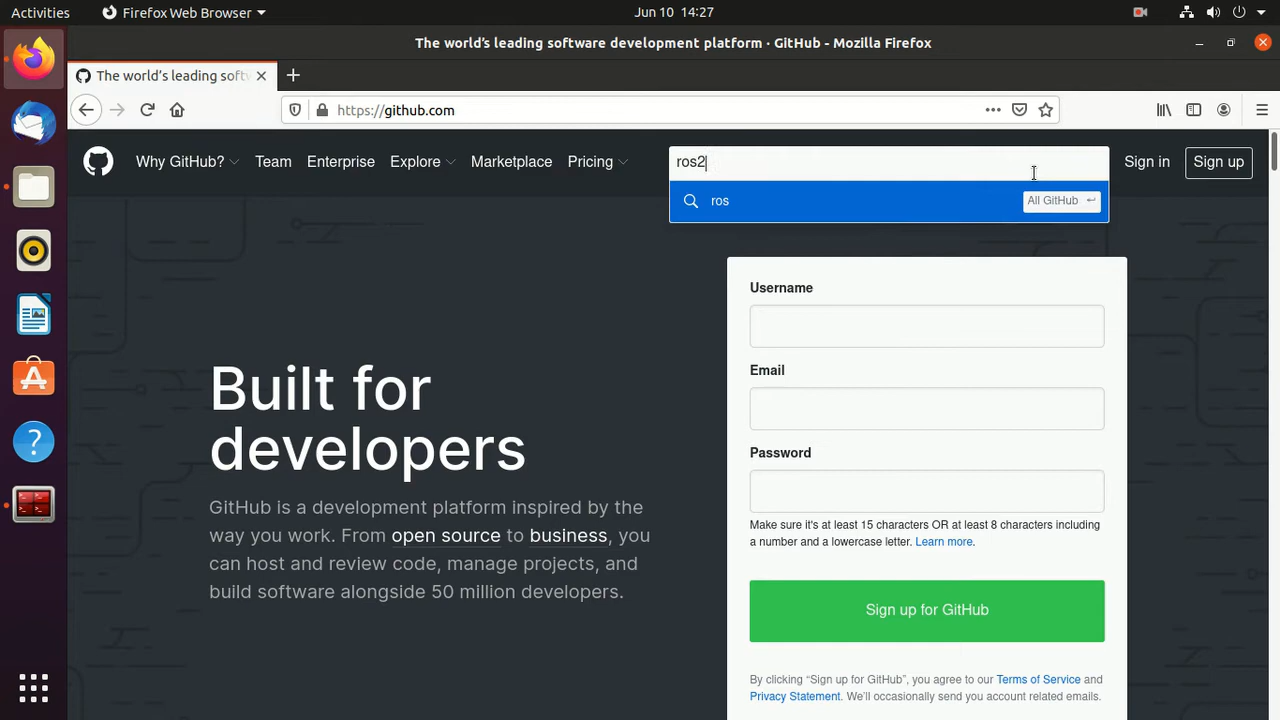 Activities
Firefox Web Browser
Jun 10 14:27
The world's leading software development platform · GitHub - Mozilla Firefox
The world's leading softw
https://github.com
Why GitHub?
Team
Enterprise
Explore
Marketplace
Pricing
ros2
Sign in
Sign up
ros
All GitHub ↩
Username
Email
Password
Make sure it's at least 15 characters OR at least 8 characters including
a number and a lowercase letter. Learn more.
Sign up for GitHub
By clicking “Sign up for GitHub”, you agree to our Terms of Service and
Privacy Statement. We’ll occasionally send you account related emails.
Built for
developers
GitHub is a development platform inspired by the
way you work. From open source to business, you
can host and review code, manage projects, and
build software alongside 50 million developers.